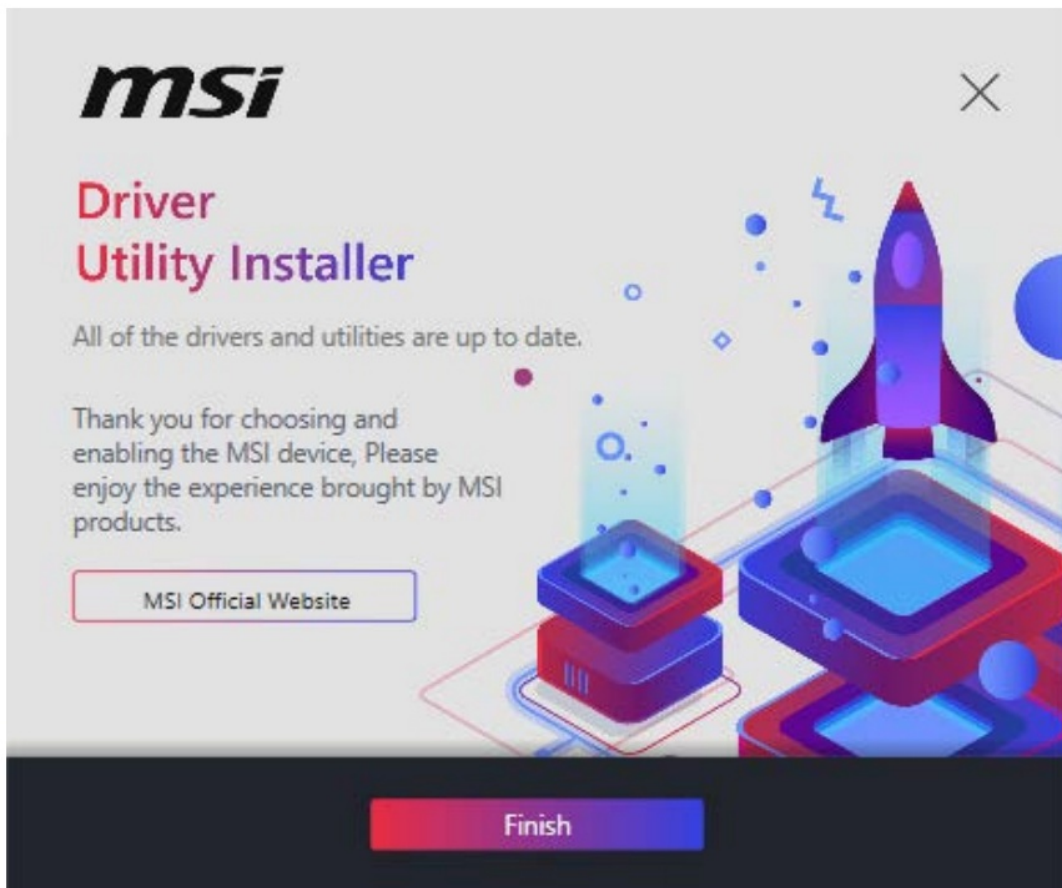 msi
Driver
Utility Installer
All of the drivers and utilities are up to date.
Thank you for choosing and
enabling the MSI device, Please
enjoy the experience brought by MSI
products.
MSI Official Website
Finish